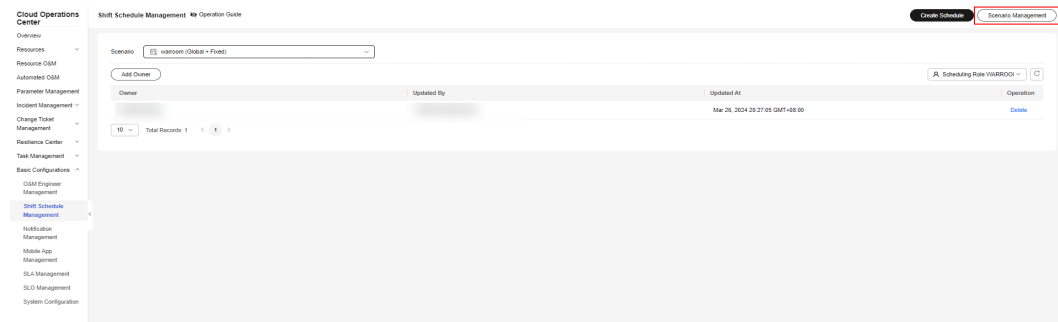 Cloud Operations
Center
Overview
Resources
Resource O&M
Automated O&M
Parameter Management
Incident Management
Change Ticket
Management
Resilience Center
Task Management
Basic Configurations
O&M Engineer
Management
Shift Schedule
Management
Notification
Management
Mobile App
Management
SLA Management
SLO Management
System Configuration
Shift Schedule Management Operation Guide
Create Schedule Scenario Management
Scenario warroom (Global + Fixed)
Add Owner Scheduling Role:WARROOI
Owner Updated By Updated At Operation
Mar 28, 2024 20:27:05 GMT+08:00 Delete
10 Total Records: 1 < 1 >